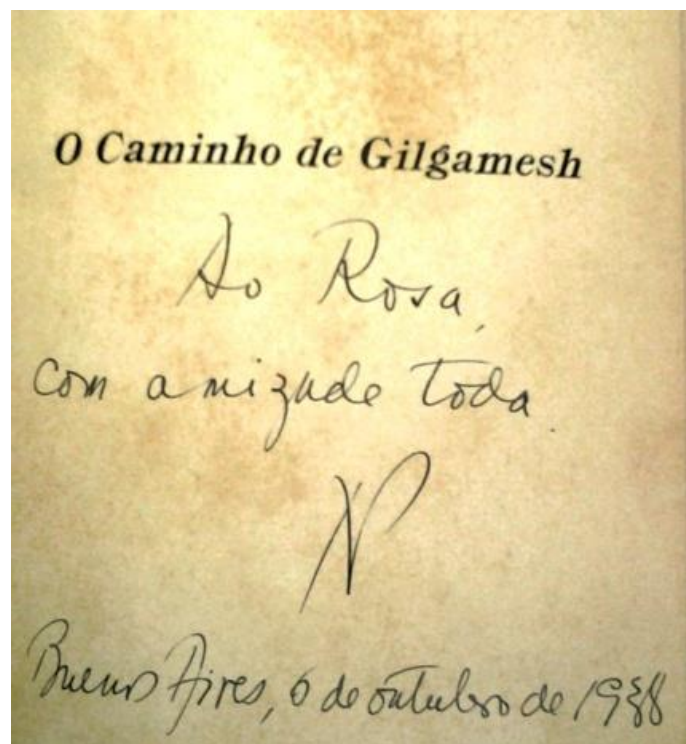 O Caminho de Gilgamesh
Ao Rosa,
com amizade toda.
Buenos Aires, 6 de outubro de 1988